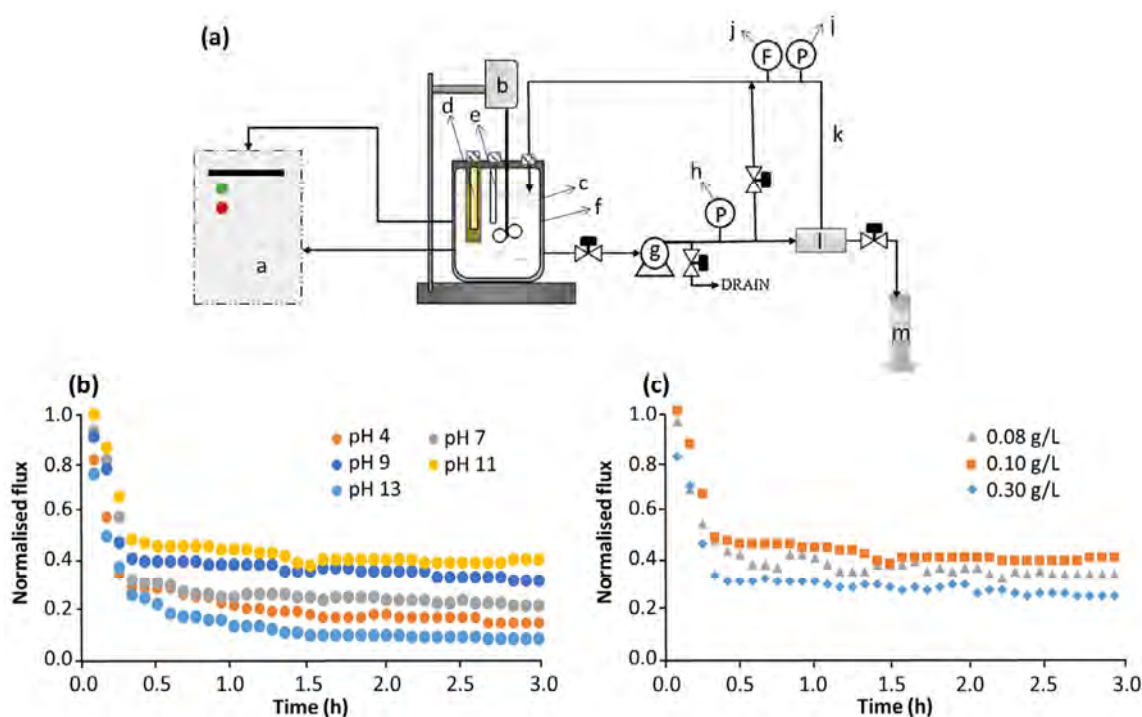 (a)
j
F
P
i
b
d
e
k
c
h
f
P
g
l
a
DRAIN
m
(b)
1.0
0.8
0.6
0.4
0.2
0.0
Normalised flux
pH 4
pH 7
pH 9
pH 11
pH 13
0.0
0.5
1.0
1.5
2.0
2.5
3.0
Time (h)
(c)
1.0
0.8
0.6
0.4
0.2
0.0
Normalised flux
0.08 g/L
0.10 g/L
0.30 g/L
0.0
0.5
1.0
1.5
2.0
2.5
3.0
Time (h)